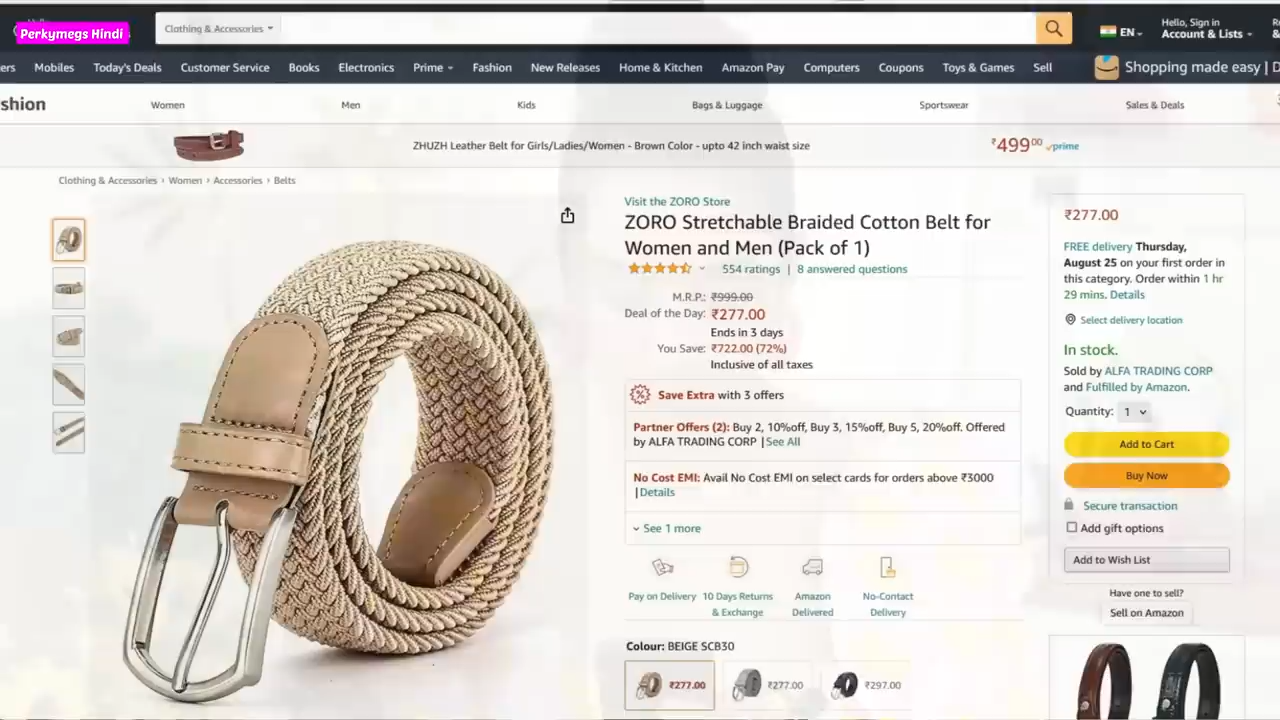 Perkymegs Hindi
Clothing & Accessories
EN
Hello, Sign in
Account & Lists
ers Mobiles Today's Deals Customer Service Books Electronics Prime Fashion New Releases Home & Kitchen Amazon Pay Computers Coupons Toys & Games Sell Shopping made easy | D
shion Women Men Kids Bags & Luggage Sportswear Sales & Deals
ZHUZH Leather Belt for Girls/Ladies/Women - Brown Color - upto 42 inch waist size ₹499.00 prime
Clothing & Accessories › Women › Accessories › Belts
Visit the ZORO Store
ZORO Stretchable Braided Cotton Belt for
Women and Men (Pack of 1)
554 ratings | 8 answered questions
M.R.P.: ₹999.00
Deal of the Day: ₹277.00
Ends in 3 days
You Save: ₹722.00 (72%)
Inclusive of all taxes
Save Extra with 3 offers
Partner Offers (2): Buy 2, 10%off, Buy 3, 15%off, Buy 5, 20%off. Offered
by ALFA TRADING CORP | See All
No Cost EMI: Avail No Cost EMI on select cards for orders above ₹3000
| Details
See 1 more
Pay on Delivery
10 Days Returns
& Exchange
Amazon
Delivered
No-Contact
Delivery
Colour: BEIGE SCB30
₹277.00 ₹277.00 ₹297.00
₹277.00
FREE delivery Thursday,
August 25 on your first order in
this category. Order within 1 hr
29 mins. Details
Select delivery location
In stock.
Sold by ALFA TRADING CORP
and Fulfilled by Amazon.
Quantity: 1
Add to Cart
Buy Now
Secure transaction
Add gift options
Add to Wish List
Have one to sell?
Sell on Amazon